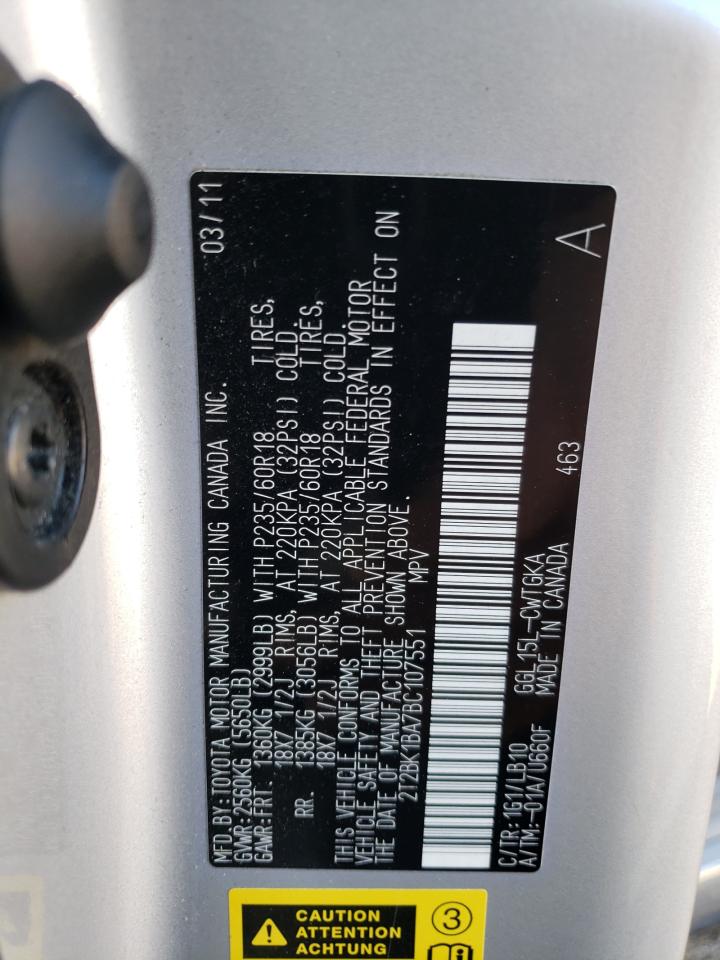 MFD BY:TOYOTA MOTOR MANUFACTURING CANADA INC. 03/11
GVWR:2560KG (5650LB)
GAWR:FRT 1360KG (2999LB) WITH P235/60R18 TIRES,
18X7 1/2J RIMS, AT 220KPA (32PSI) COLD.
RR. 1385KG (3056LB) WITH P235/60R18 TIRES,
18X7 1/2J RIMS, AT 220KPA (32PSI) COLD.
THIS VEHICLE CONFORMS TO ALL APPLICABLE FEDERAL MOTOR
VEHICLE SAFETY AND THEFT PREVENTION STANDARDS IN EFFECT ON
THE DATE OF MANUFACTURE SHOWN ABOVE.
2T2BK1BA7BC107551 MPV
C/TR:1G1/LB10 GGL15L-CWTGKA 463 A
A/TM:-01A/U660F MADE IN CANADA
CAUTION
ATTENTION
ACHTUNG
3